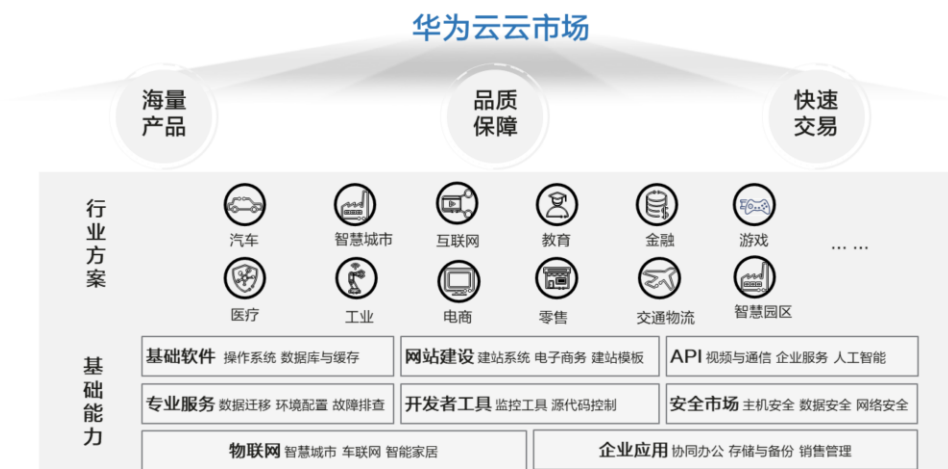 华为云云市场
海量
产品
品质
保障
快速
交易
行业方案
汽车 智慧城市 互联网 教育 金融 游戏 ... ...
医疗 工业 电商 零售 交通物流 智慧园区
基础能力
基础软件 操作系统 数据库与缓存
网站建设 建站系统 电子商务 建站模板
API 视频与通信 企业服务 人工智能
专业服务 数据迁移 环境配置 故障排查
开发者工具 监控工具 源代码控制
安全市场 主机安全 数据安全 网络安全
物联网 智慧城市 车联网 智能家居
企业应用 协同办公 存储与备份 销售管理